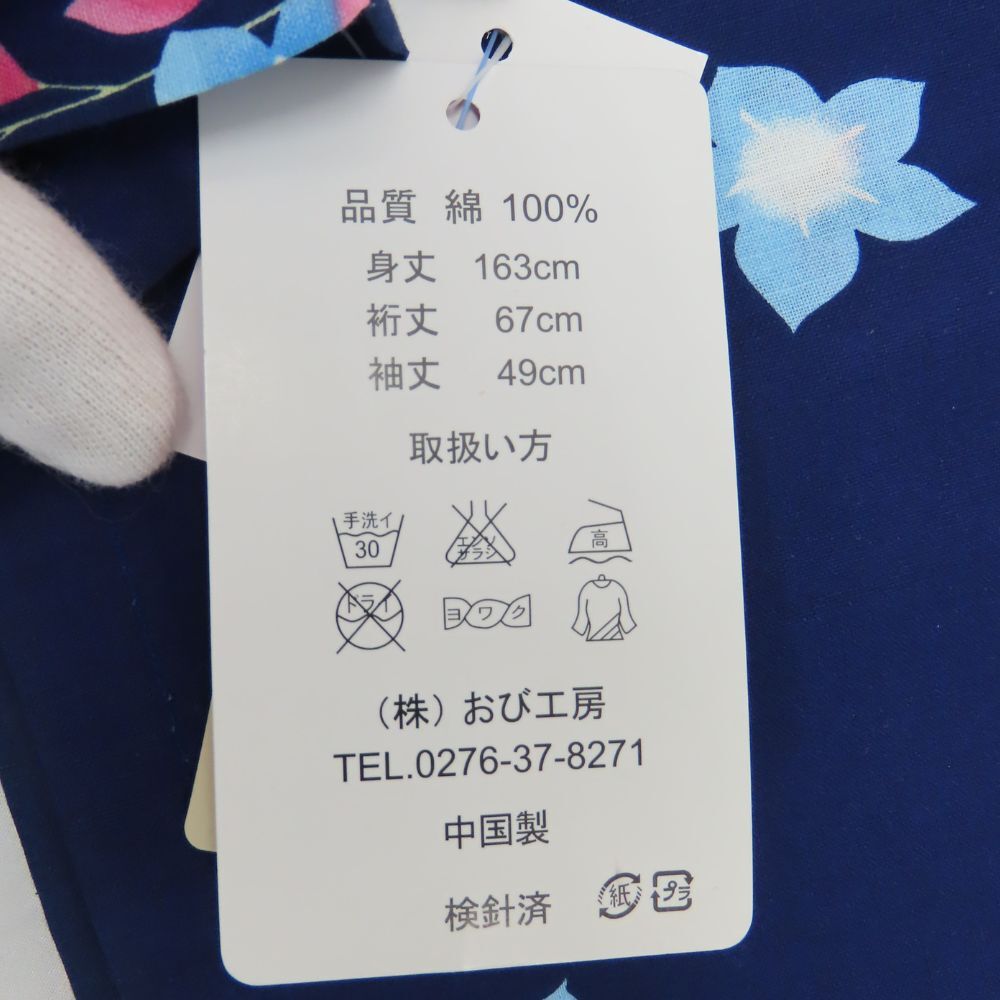 品質 綿 100%
身丈 163cm
裄丈 67cm
袖丈 49cm
取扱い方
手洗イ 30
エンソ サラシ
高
ドライ
ヨワク
（株）おび工房
TEL.0276-37-8271
中国製
検針済 紙 プラ